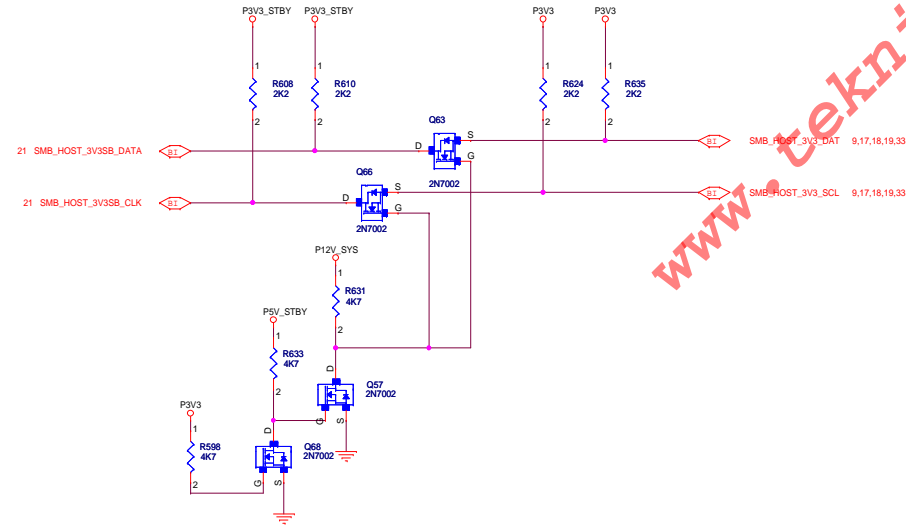 P3V3_STBY P3V3_STBY P3V3 P3V3
1 1 1 1
R608 2K2 R610 2K2 R624 2K2 R635 2K2
2 2 2 2
Q63
21 SMB_HOST_3V3SB_DATA BI D S G BI SMB_HOST_3V3_DAT 9,17,18,19,33
2N7002
Q66
21 SMB_HOST_3V3SB_CLK BI D S G BI SMB_HOST_3V3_SCL 9,17,18,19,33
2N7002
P12V_SYS
1
R631
4K7
2
P5V_STBY
1
R633
4K7
2
D
Q57
2N7002
G S
P3V3
1
R598
4K7
2
D
Q68
2N7002
G S
www.tekni